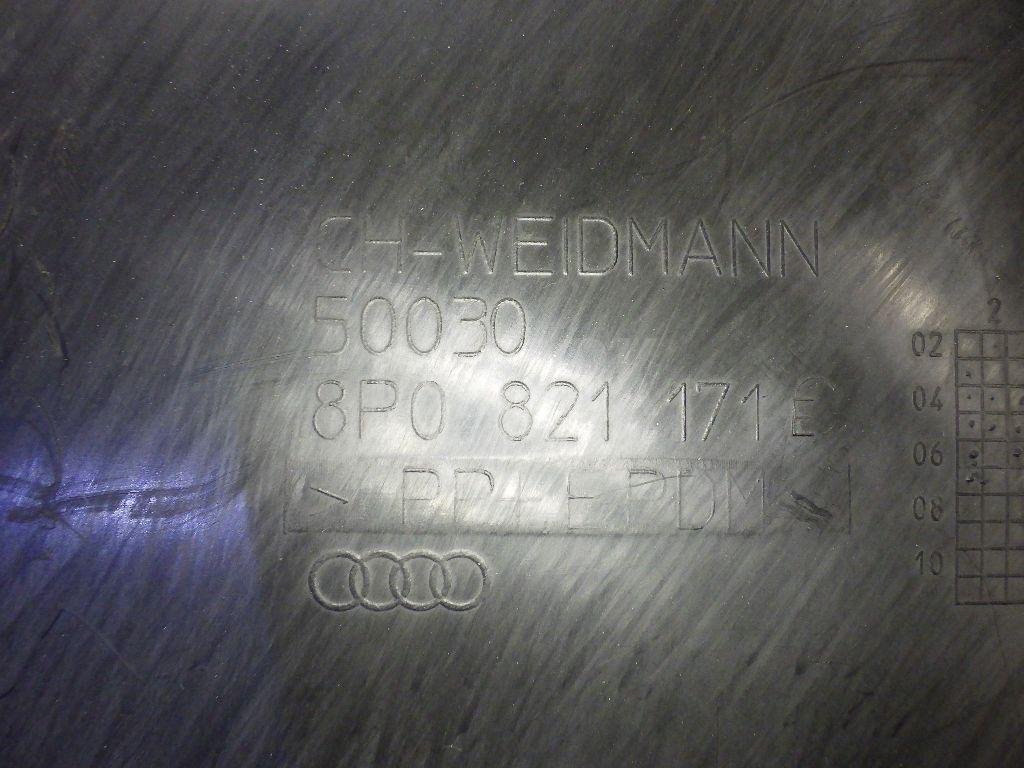 CH-WEIDMANN
50030
8P0 821 171 E
> PP+EPDM <
2
02
04
06
08
10